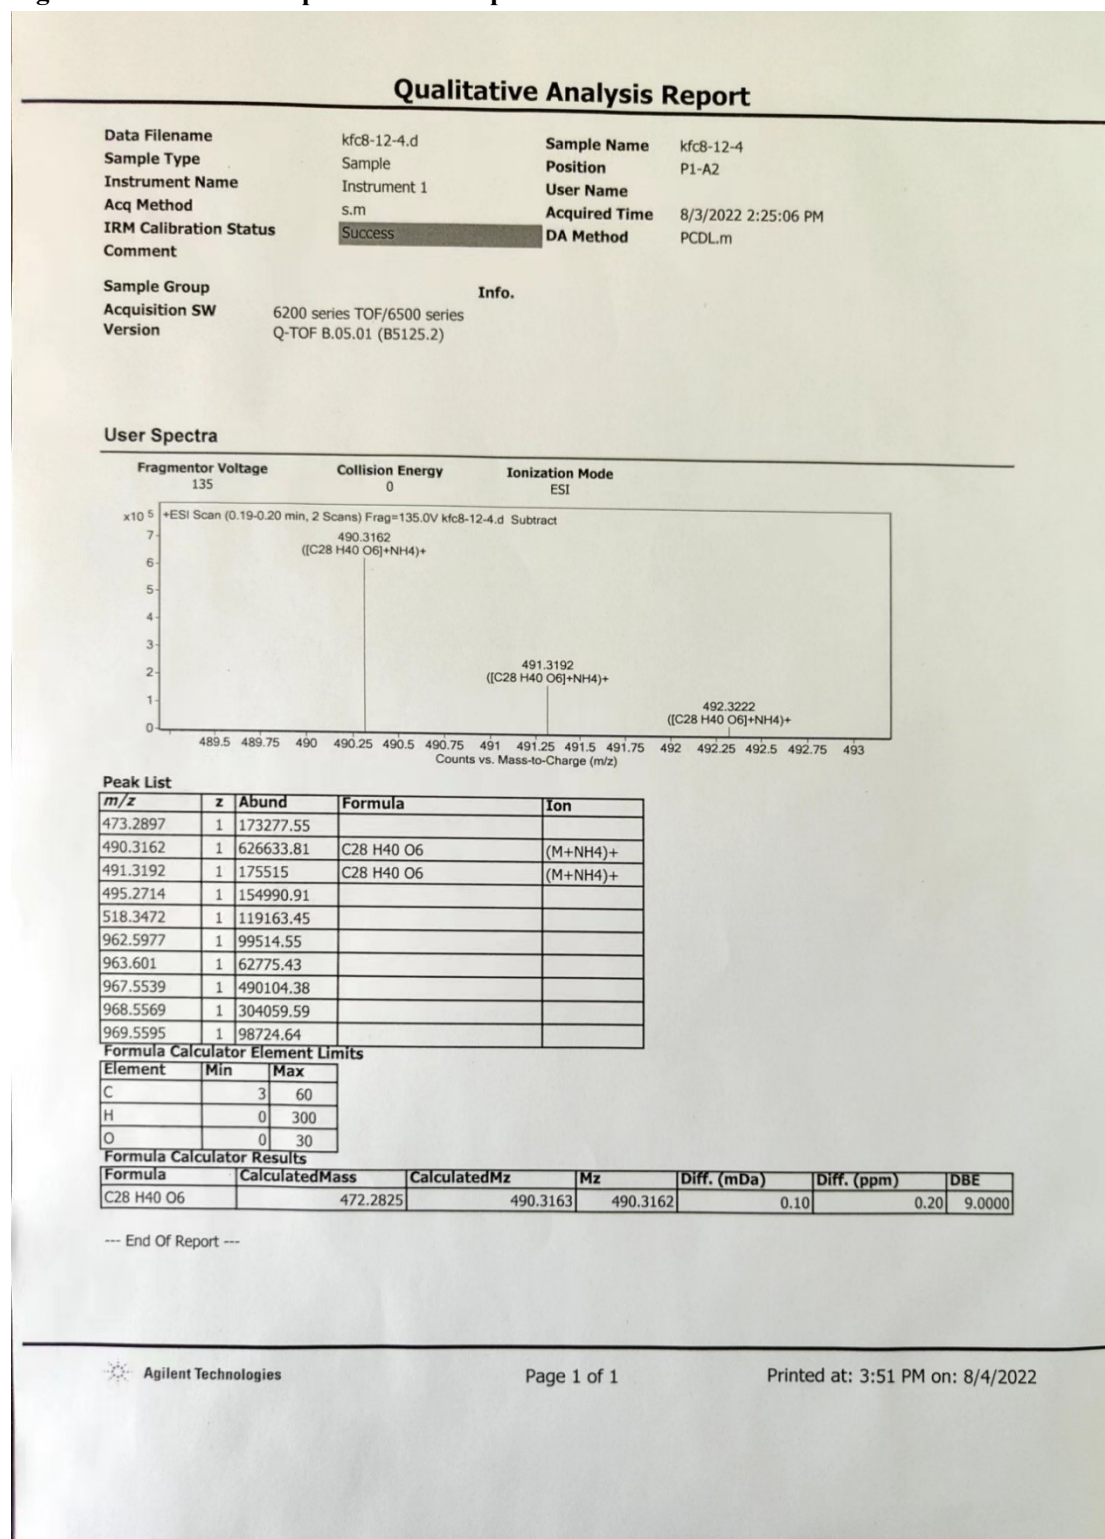 Qualitative Analysis Report
Data Filename kfc8-12-4.d Sample Name kfc8-12-4
Sample Type Sample Position P1-A2
Instrument Name Instrument 1 User Name
Acq Method s.m Acquired Time 8/3/2022 2:25:06 PM
IRM Calibration Status Success DA Method PCDL.m
Comment
Sample Group Info.
Acquisition SW 6200 series TOF/6500 series
Version Q-TOF B.05.01 (B5125.2)
User Spectra
Fragmentor Voltage Collision Energy Ionization Mode
135 0 ESI
x10 5 +ESI Scan (0.19-0.20 min, 2 Scans) Frag=135.0V kfc8-12-4.d Subtract
7
490.3162
([C28 H40 O6]+NH4)+
6
5
4
3
491.3192
2
([C28 H40 O6]+NH4)+
492.3222
1
([C28 H40 O6]+NH4)+
0
489.5 489.75 490 490.25 490.5 490.75 491 491.25 491.5 491.75 492 492.25 492.5 492.75 493
Counts vs. Mass-to-Charge (m/z)
Peak List
m/z z Abund Formula Ion
473.2897 1 173277.55
490.3162 1 626633.81 C28 H40 O6 (M+NH4)+
491.3192 1 175515 C28 H40 O6 (M+NH4)+
495.2714 1 154990.91
518.3472 1 119163.45
962.5977 1 99514.55
963.601 1 62775.43
967.5539 1 490104.38
968.5569 1 304059.59
969.5595 1 98724.64
Formula Calculator Element Limits
Element Min Max
C 3 60
H 0 300
O 0 30
Formula Calculator Results
Formula CalculatedMass CalculatedMz Mz Diff. (mDa) Diff. (ppm) DBE
C28 H40 O6 472.2825 490.3163 490.3162 0.10 0.20 9.0000
--- End Of Report ---
Agilent Technologies Page 1 of 1 Printed at: 3:51 PM on: 8/4/2022